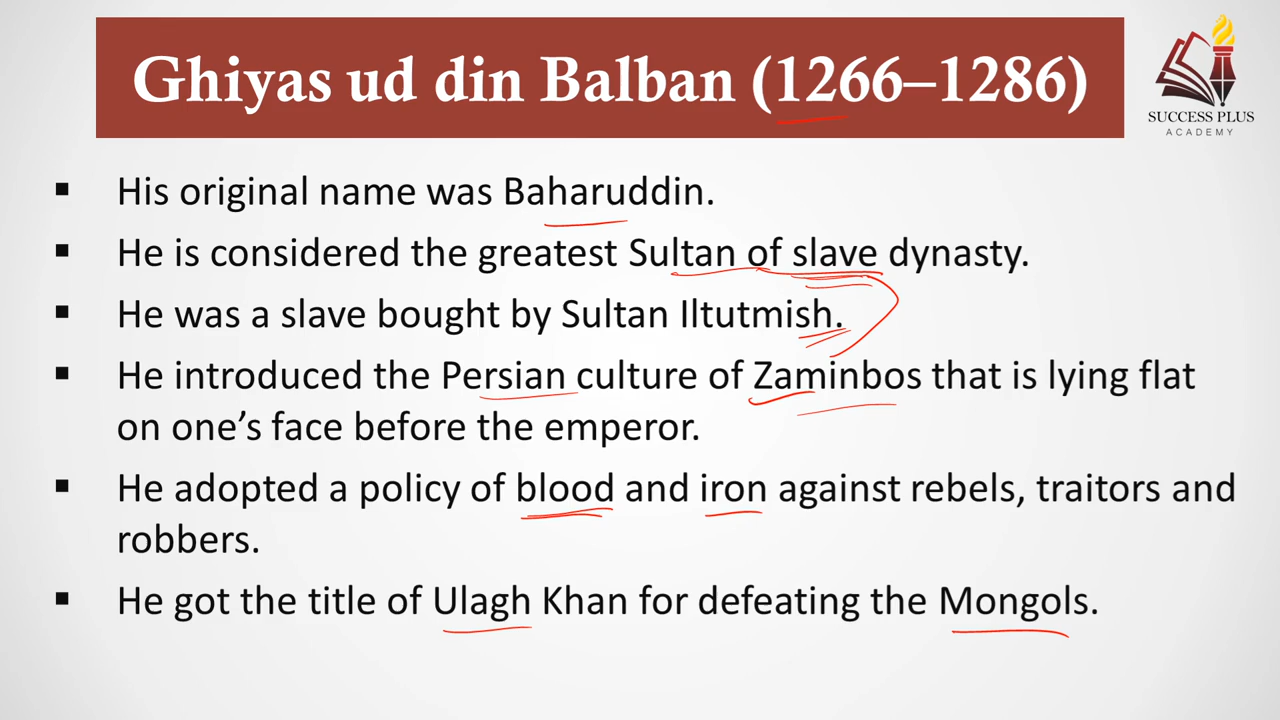 Ghiyas ud din Balban (1266–1286)
SUCCESS PLUS
ACADEMY
▪ His original name was Baharuddin.
▪ He is considered the greatest Sultan of slave dynasty.
▪ He was a slave bought by Sultan Iltutmish.
▪ He introduced the Persian culture of Zaminbos that is lying flat
on one’s face before the emperor.
▪ He adopted a policy of blood and iron against rebels, traitors and
robbers.
▪ He got the title of Ulagh Khan for defeating the Mongols.